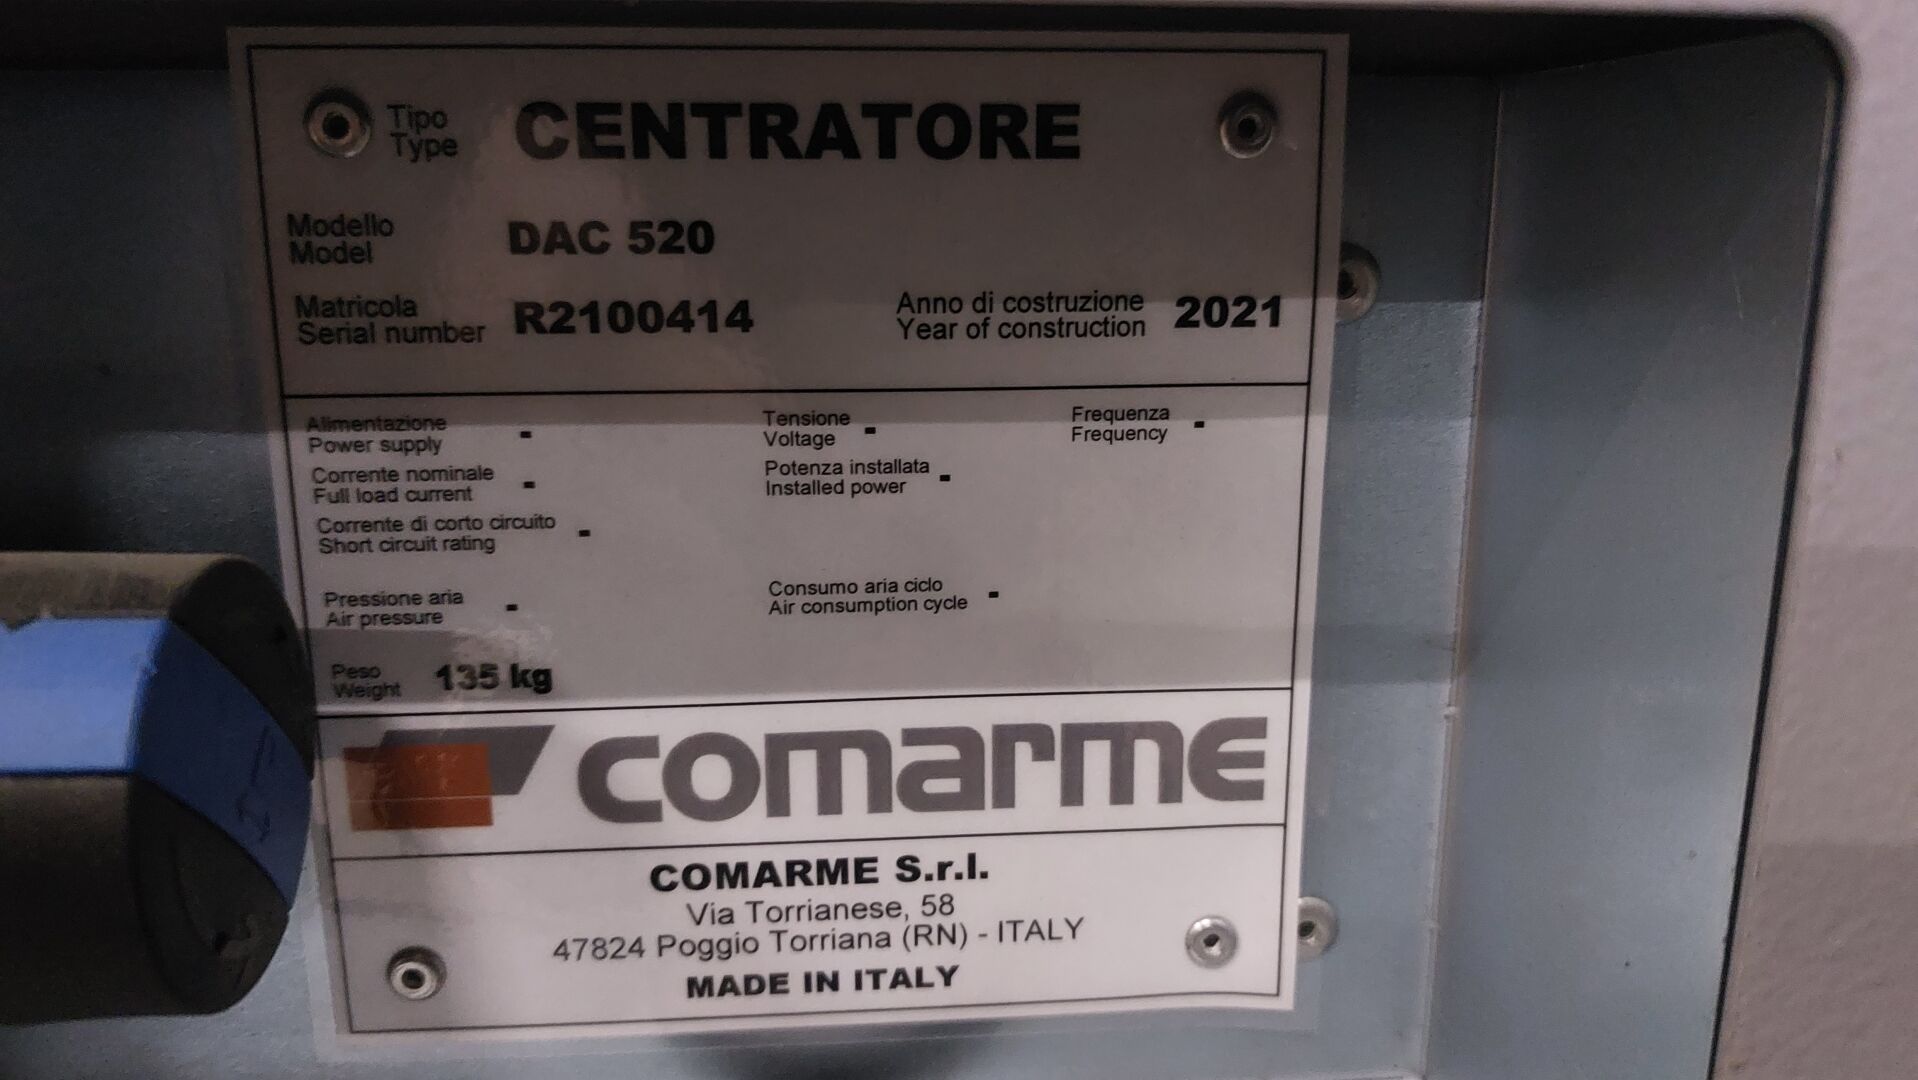 Tipo
Type
CENTRATORE
Modello
Model
DAC 520
Matricola
Serial number
R2100414
Anno di costruzione
Year of construction
2021
Alimentazione
Power supply
-
Tensione
Voltage
-
Frequenza
Frequency
-
Corrente nominale
Full load current
-
Potenza installata
Installed power
-
Corrente di corto circuito
Short circuit rating
-
Pressione aria
Air pressure
-
Consumo aria ciclo
Air consumption cycle
-
Peso
Weight
135 kg
comarme
COMARME S.r.l.
Via Torrianese, 58
47824 Poggio Torriana (RN) - ITALY
MADE IN ITALY